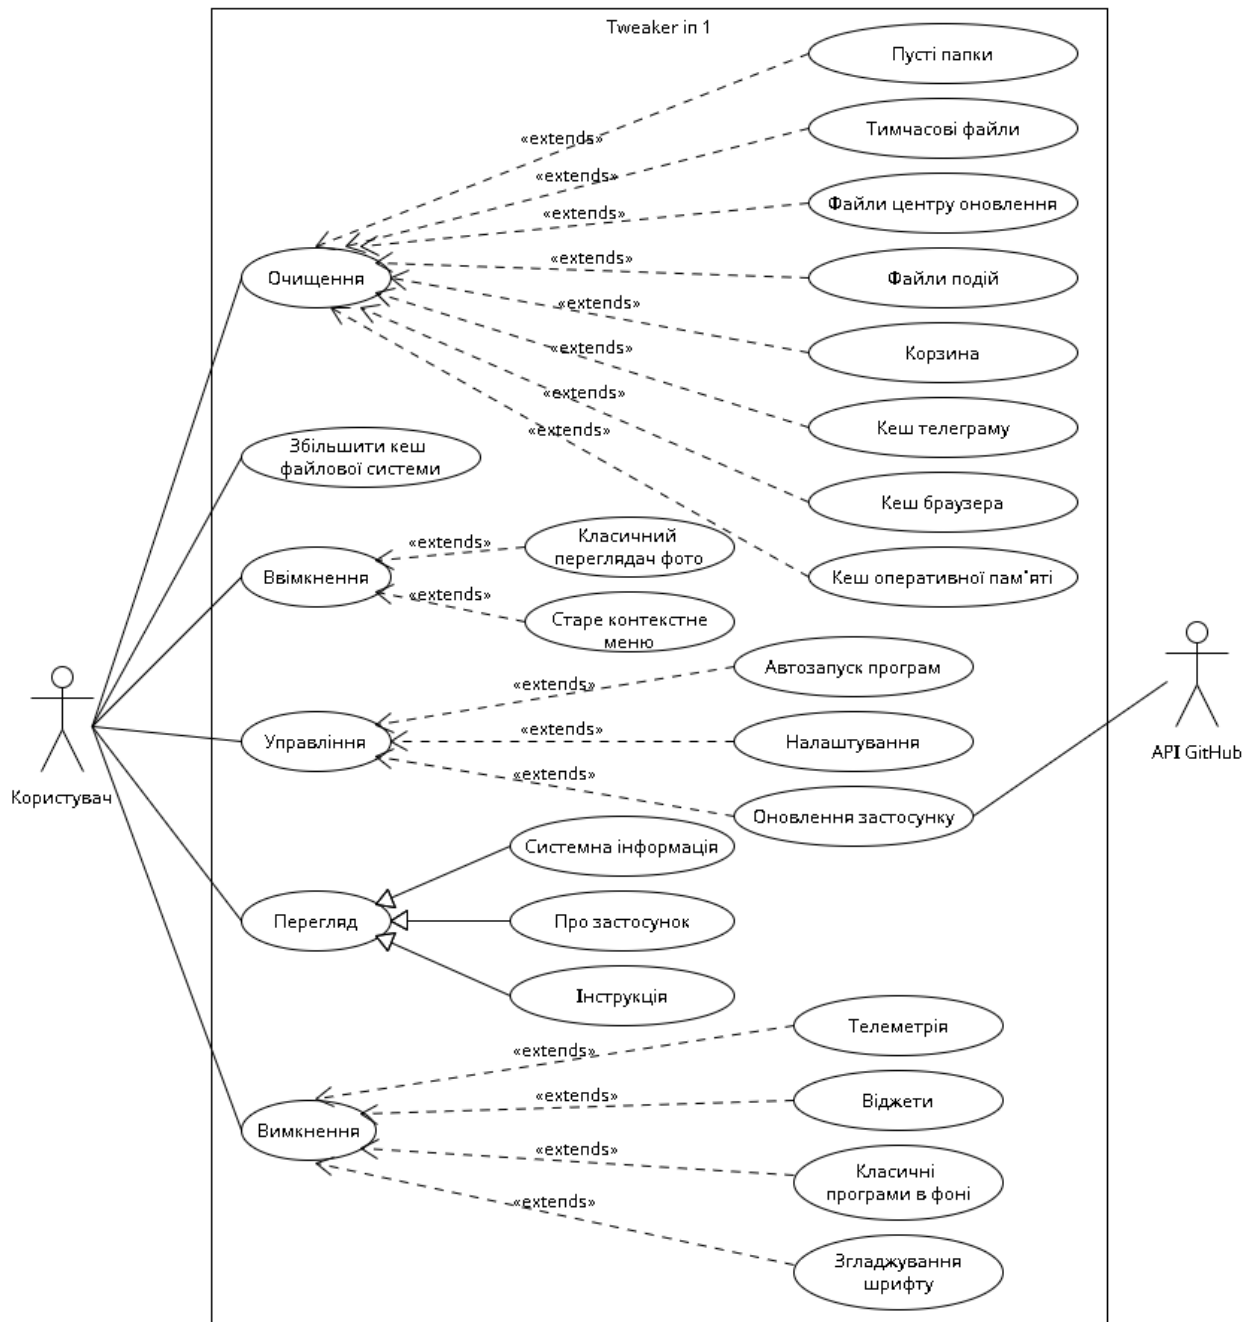 Tweaker in 1
Пусті папки
«extends»
Тимчасові файли
«extends»
Файли центру оновлення
«extends»
Очищення
«extends»
Файли подій
«extends»
Корзина
«extends»
Кеш телеграму
«extends»
Кеш браузера
«extends»
Кеш оперативної пам'яті
Збільшити кеш
файлової системи
Ввімкнення
«extends»
Класичний
переглядач фото
«extends»
Старе контекстне
меню
Користувач
Управління
«extends»
Автозапуск програм
«extends»
Налаштування
«extends»
Оновлення застосунку
API GitHub
Перегляд
Системна інформація
Про застосунок
Інструкція
Вимкнення
«extends»
Телеметрія
«extends»
Віджети
«extends»
Класичні
програми в фоні
«extends»
Згладжування
шрифту